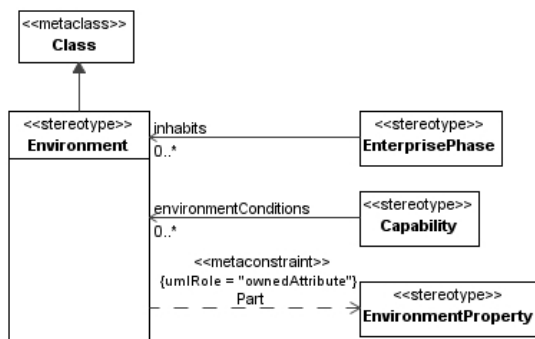 <<metaclass>>
Class
<<stereotype>>
Environment
inhabits
0..*
<<stereotype>>
EnterprisePhase
environmentConditions
0..*
<<stereotype>>
Capability
<<metaconstraint>>
{umlRole = "ownedAttribute"}
Part
<<stereotype>>
EnvironmentProperty